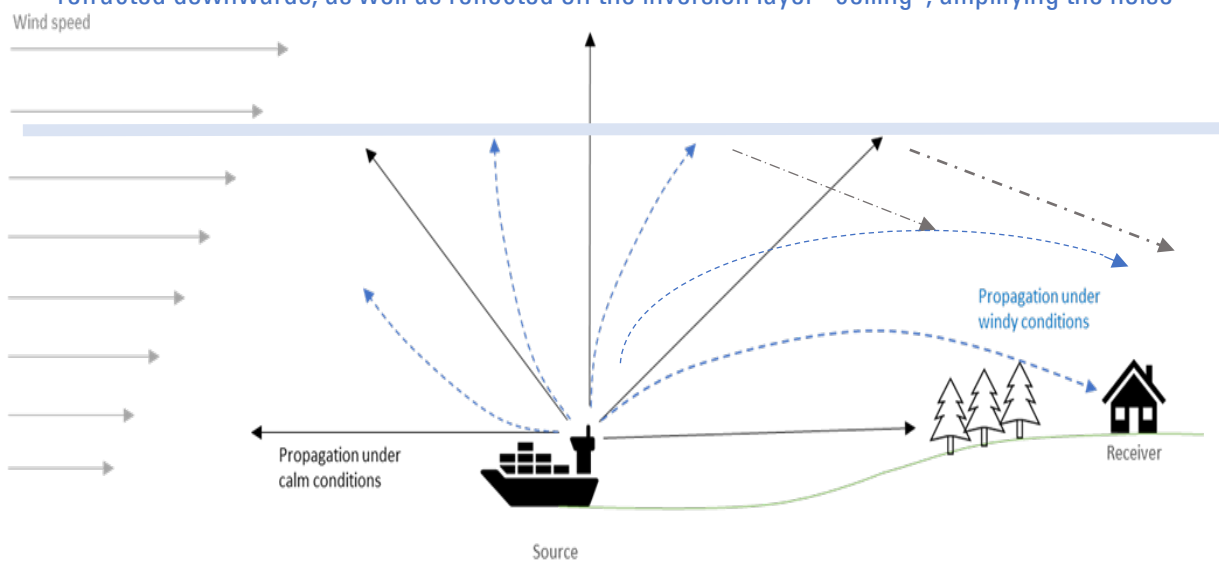 refracted downwards, as well as reflected off the inversion layer "ceiling", amplifying the noise
Wind speed
Propagation under
windy conditions
Propagation under
calm conditions
Receiver
Source